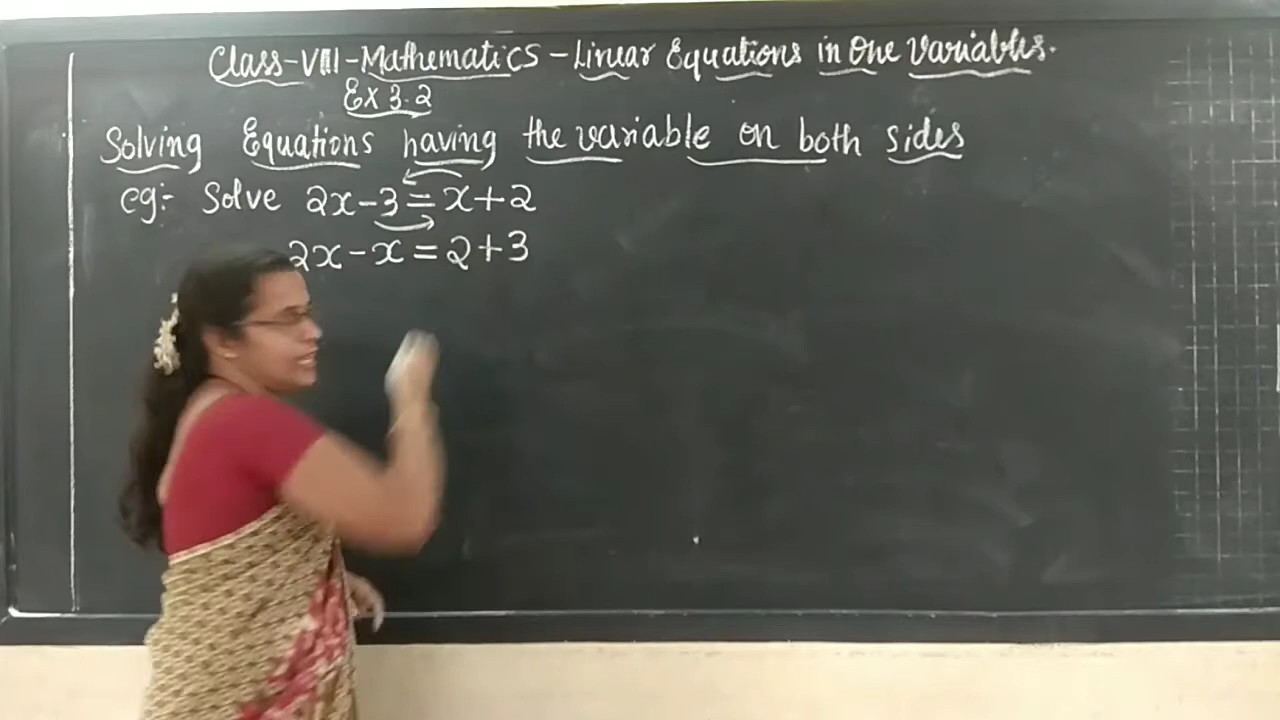 Class-VIII-Mathematics-Linear Equations in One Variables.
Ex 3.2
Solving Equations having the variable on both sides
eg:- Solve 2x-3=x+2
2x-x=2+3